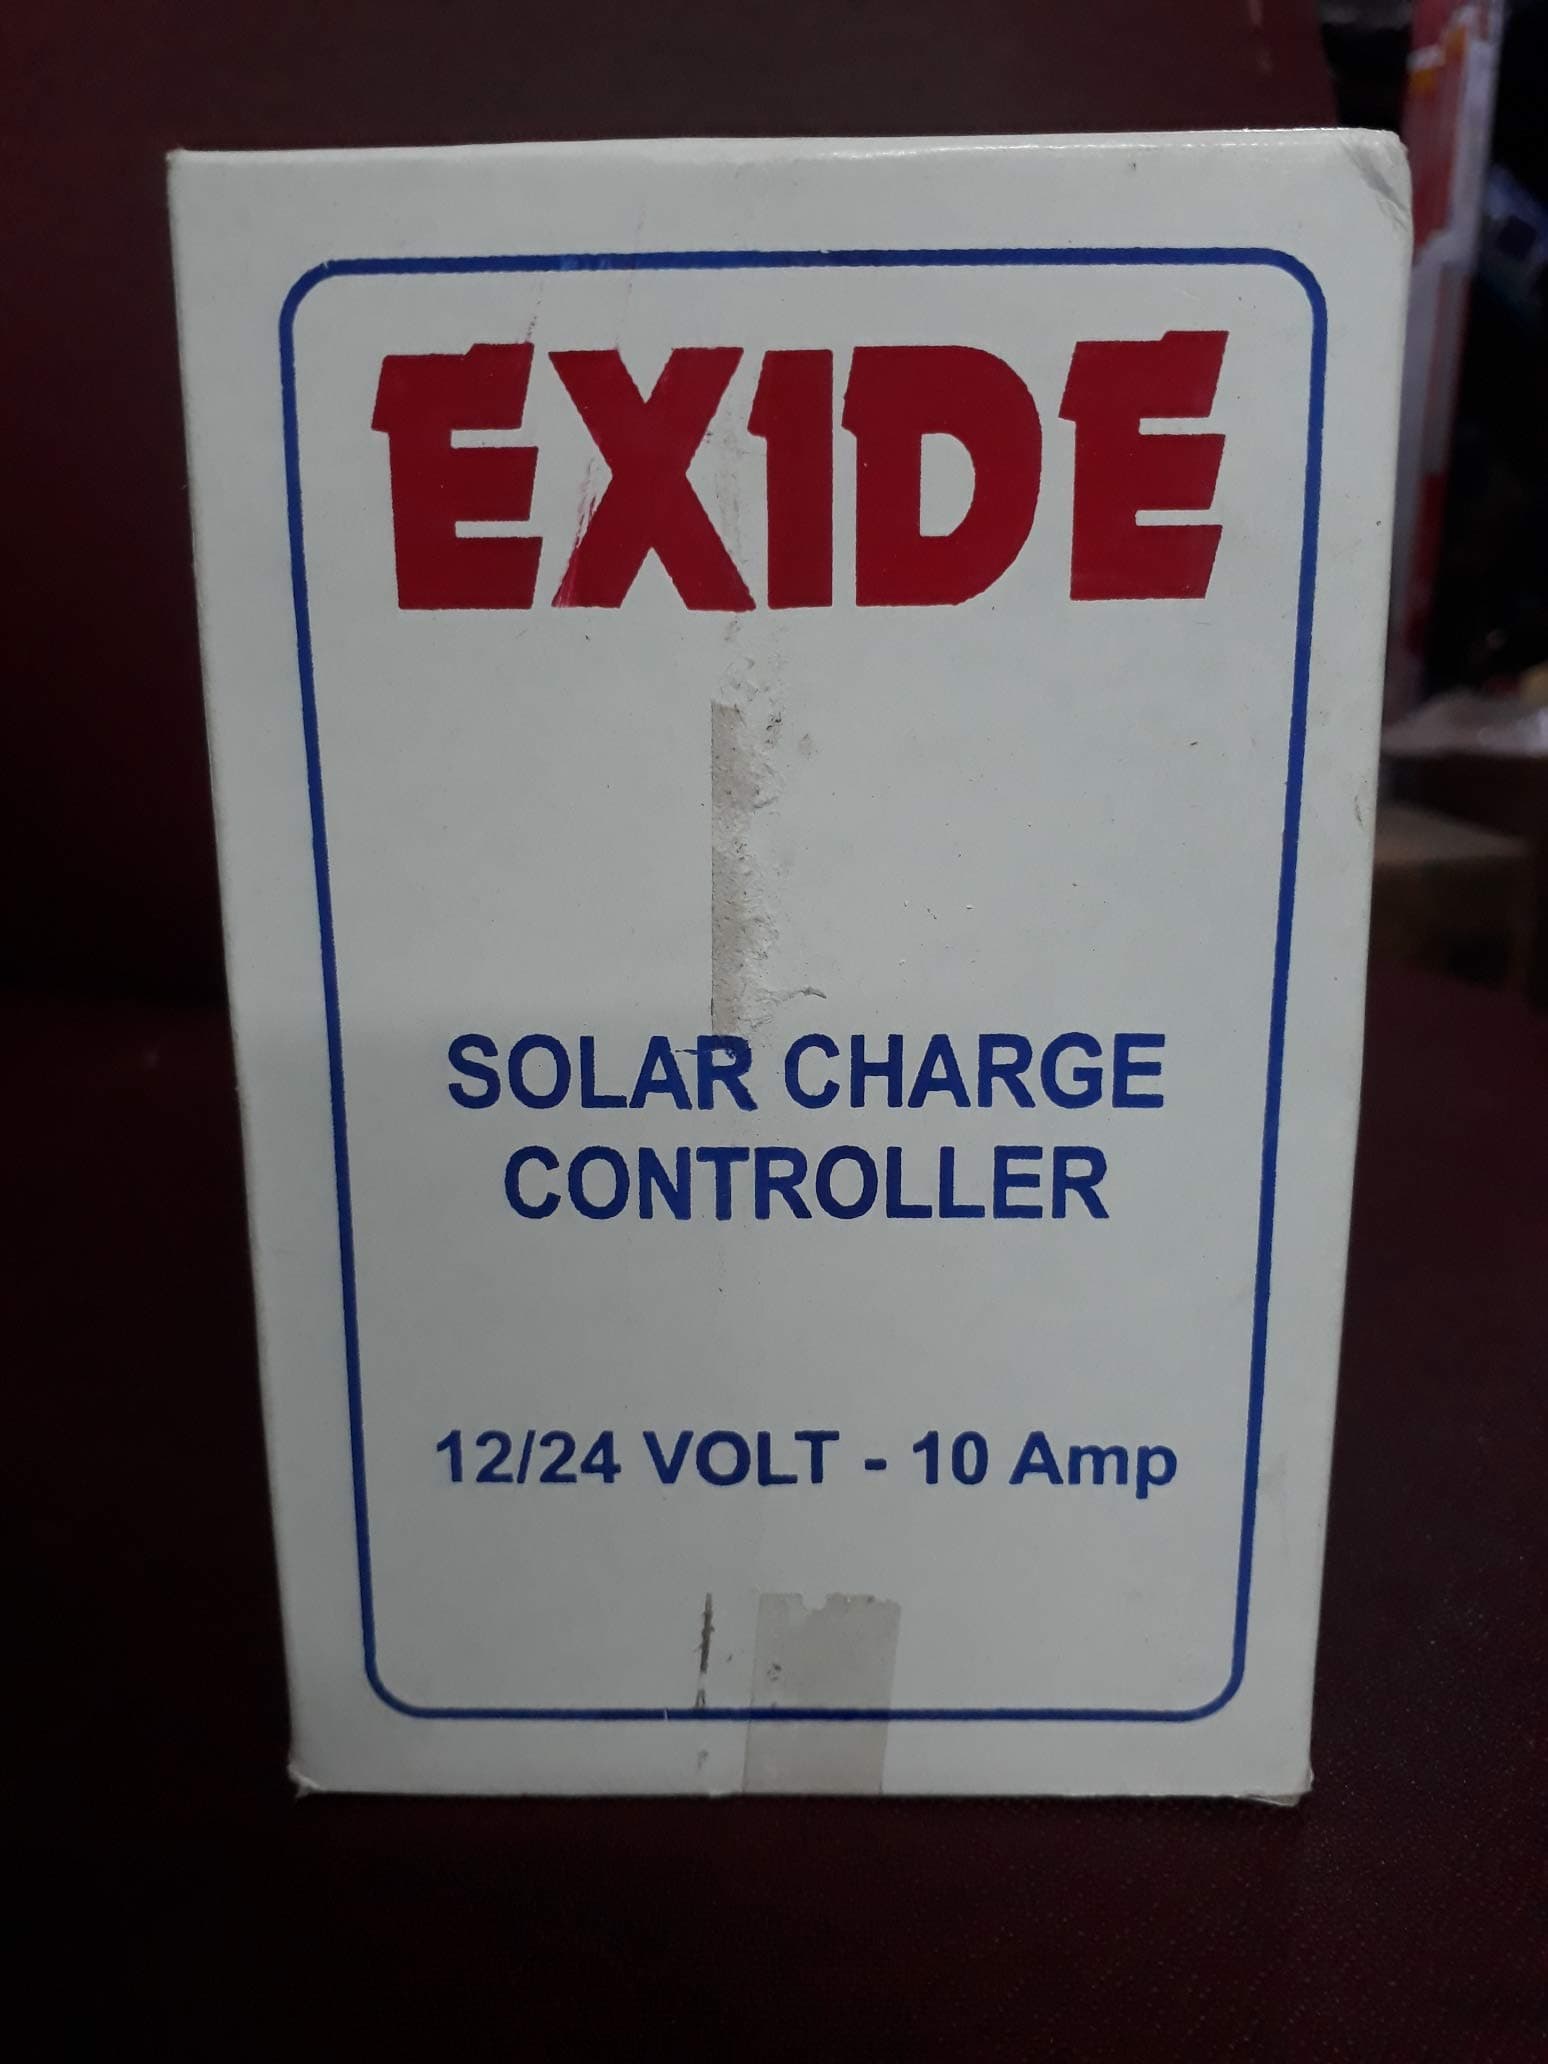 EXIDE
SOLAR CHARGE
CONTROLLER
12/24 VOLT - 10 Amp